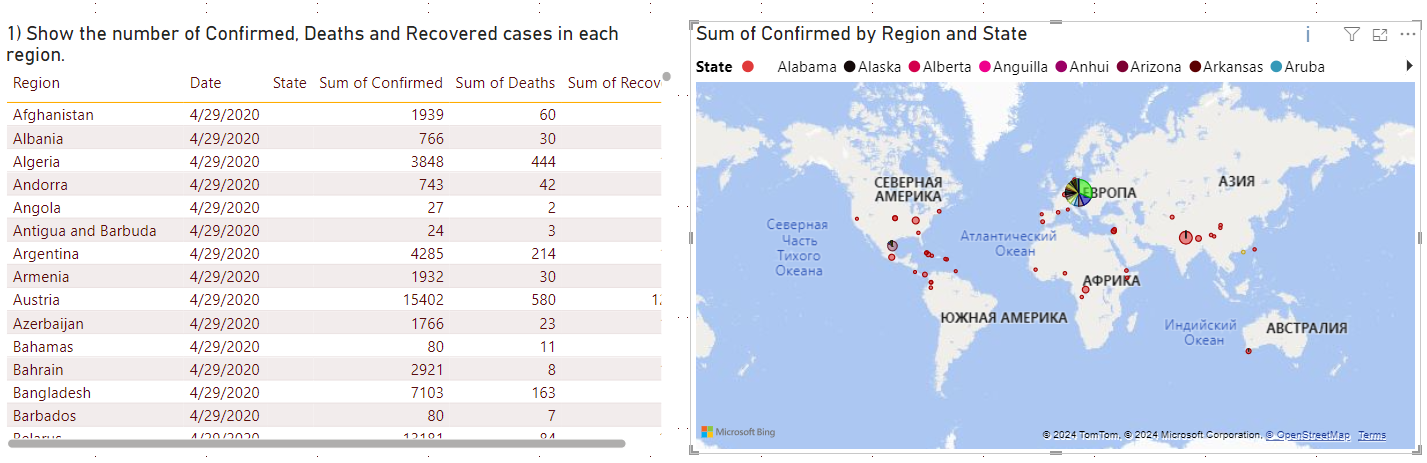 1) Show the number of Confirmed, Deaths and Recovered cases in each
region.
Region Date State Sum of Confirmed Sum of Deaths Sum of Recov
Afghanistan 4/29/2020 1939 60
Albania 4/29/2020 766 30
Algeria 4/29/2020 3848 444
Andorra 4/29/2020 743 42
Angola 4/29/2020 27 2
Antigua and Barbuda 4/29/2020 24 3
Argentina 4/29/2020 4285 214
Armenia 4/29/2020 1932 30
Austria 4/29/2020 15402 580 12
Azerbaijan 4/29/2020 1766 23
Bahamas 4/29/2020 80 11
Bahrain 4/29/2020 2921 8
Bangladesh 4/29/2020 7103 163
Barbados 4/29/2020 80 7
Belarus 4/29/2020 13181 84
Sum of Confirmed by Region and State
State Alabama Alaska Alberta Anguilla Anhui Arizona Arkansas Aruba
СЕВЕРНАЯ
АМЕРИКА
ЕВРОПА
АЗИЯ
Северная
Часть
Тихого
Океана
Атлантический
Океан
АФРИКА
ЮЖНАЯ АМЕРИКА
Индийский
Океан
АВСТРАЛИЯ
Microsoft Bing
© 2024 TomTom, © 2024 Microsoft Corporation, © OpenStreetMap Terms